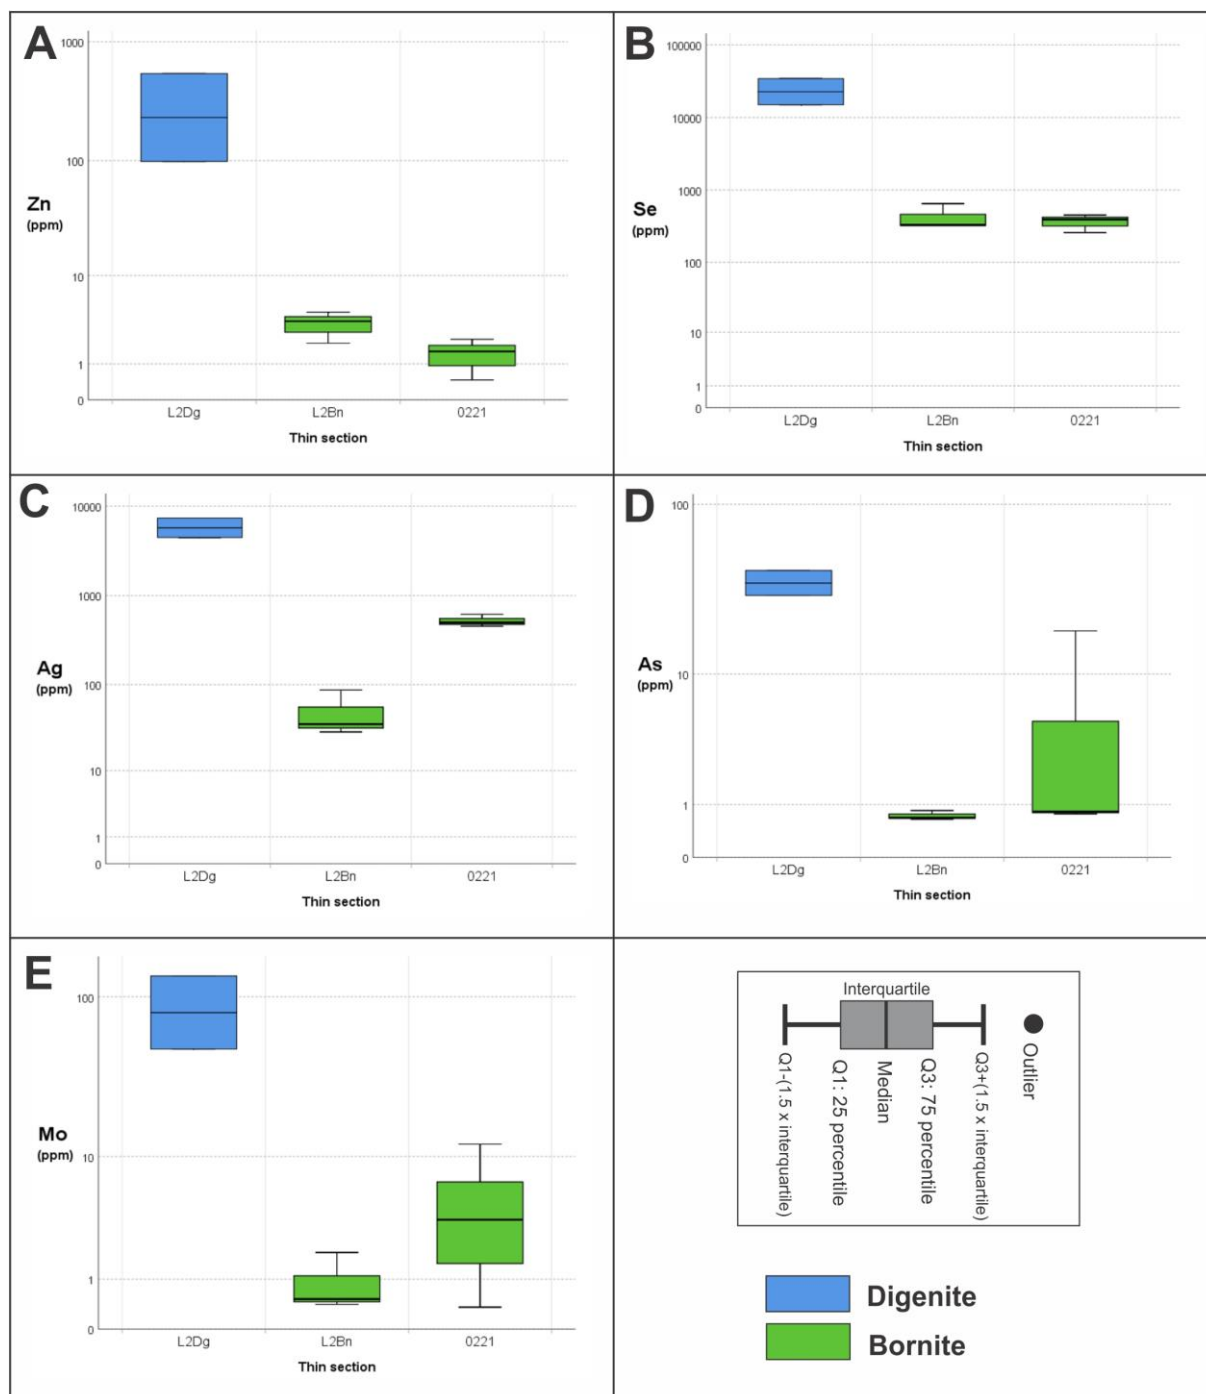 A
1000
100
Zn
(ppm)
10
1
0
L2Dg L2Bn 0221
Thin section
B
100000
10000
1000
Se
(ppm)
100
10
1
0
L2Dg L2Bn 0221
Thin section
C
10000
1000
Ag
(ppm)
100
10
1
0
L2Dg L2Bn 0221
Thin section
D
100
As
(ppm)
10
1
0
L2Dg L2Bn 0221
Thin section
E
100
Mo
(ppm)
10
1
0
L2Dg L2Bn 0221
Thin section
Interquartile
Q1-(1.5 x interquartile)
Q1: 25 percentile
Median
Q3: 75 percentile
Q3+(1.5 x interquartile)
Outlier
Digenite
Bornite